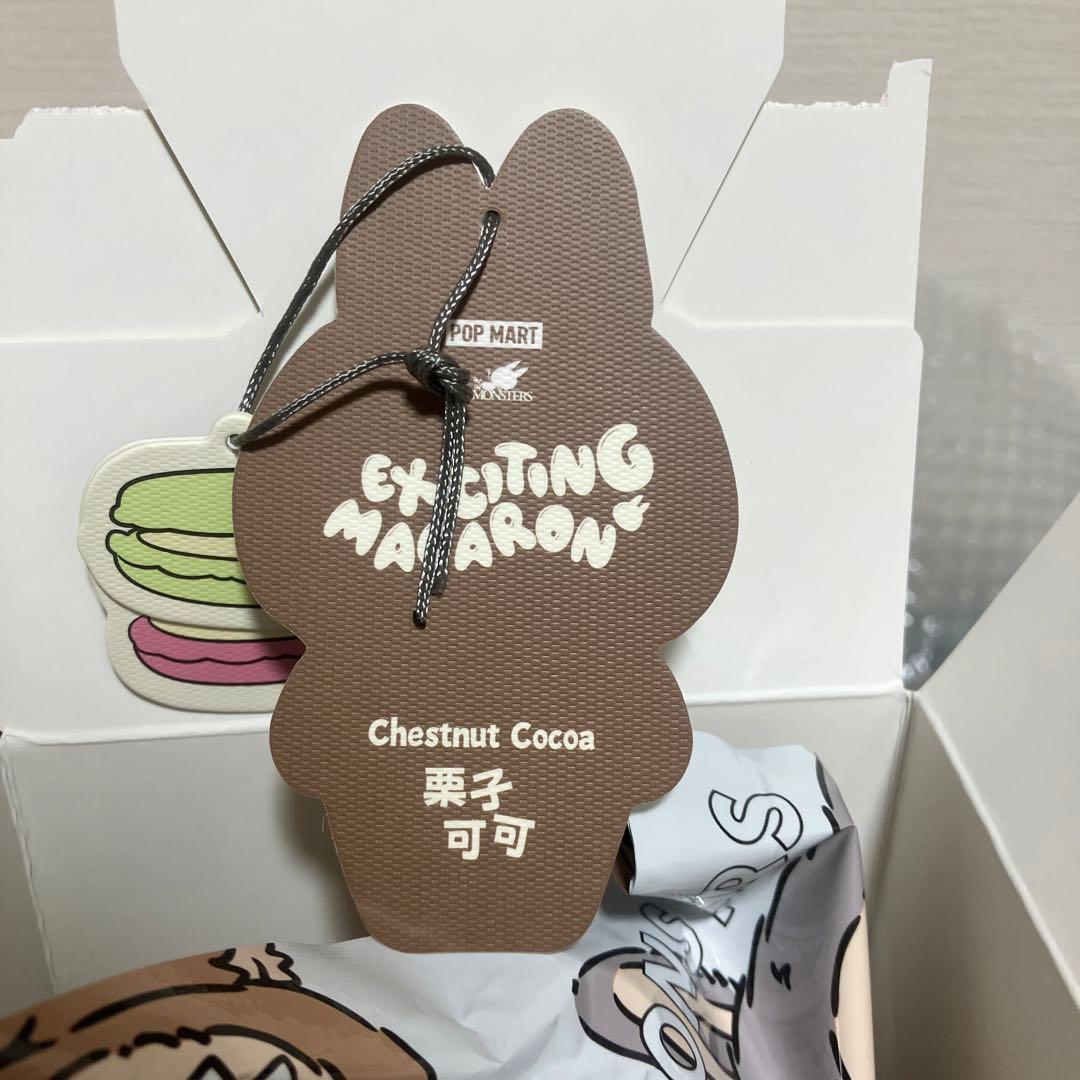 POP MART
MONSTERS
EXCITING
MACARON
Chestnut Cocoa
栗子
可可